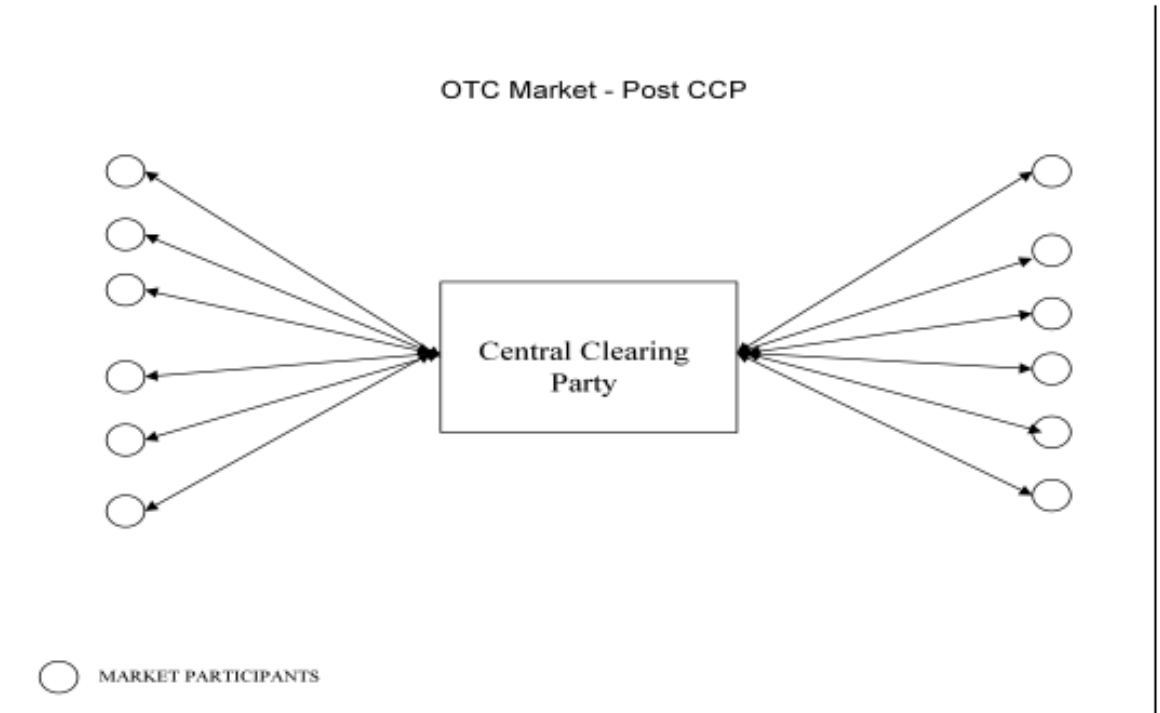 OTC Market - Post CCP
Central Clearing
Party
MARKET PARTICIPANTS